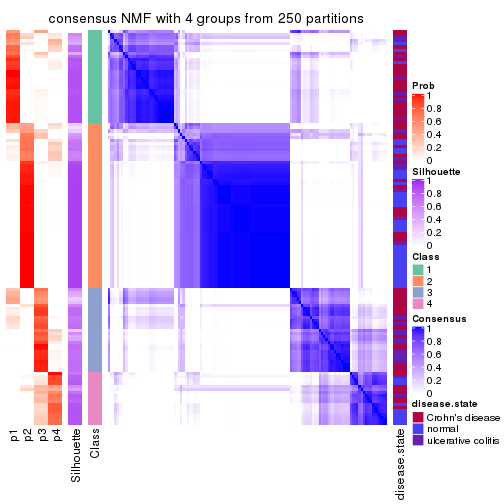 consensus NMF with 4 groups from 250 partitions
p1
p2
p3
p4
Silhouette
Class
disease.state
Prob
1
0.8
0.6
0.4
0.2
0
Silhouette
1
0.8
0.6
0.4
0.2
0
Class
1
2
3
4
Consensus
1
0.8
0.6
0.4
0.2
0
disease.state
Crohn's disease
normal
ulcerative colitis